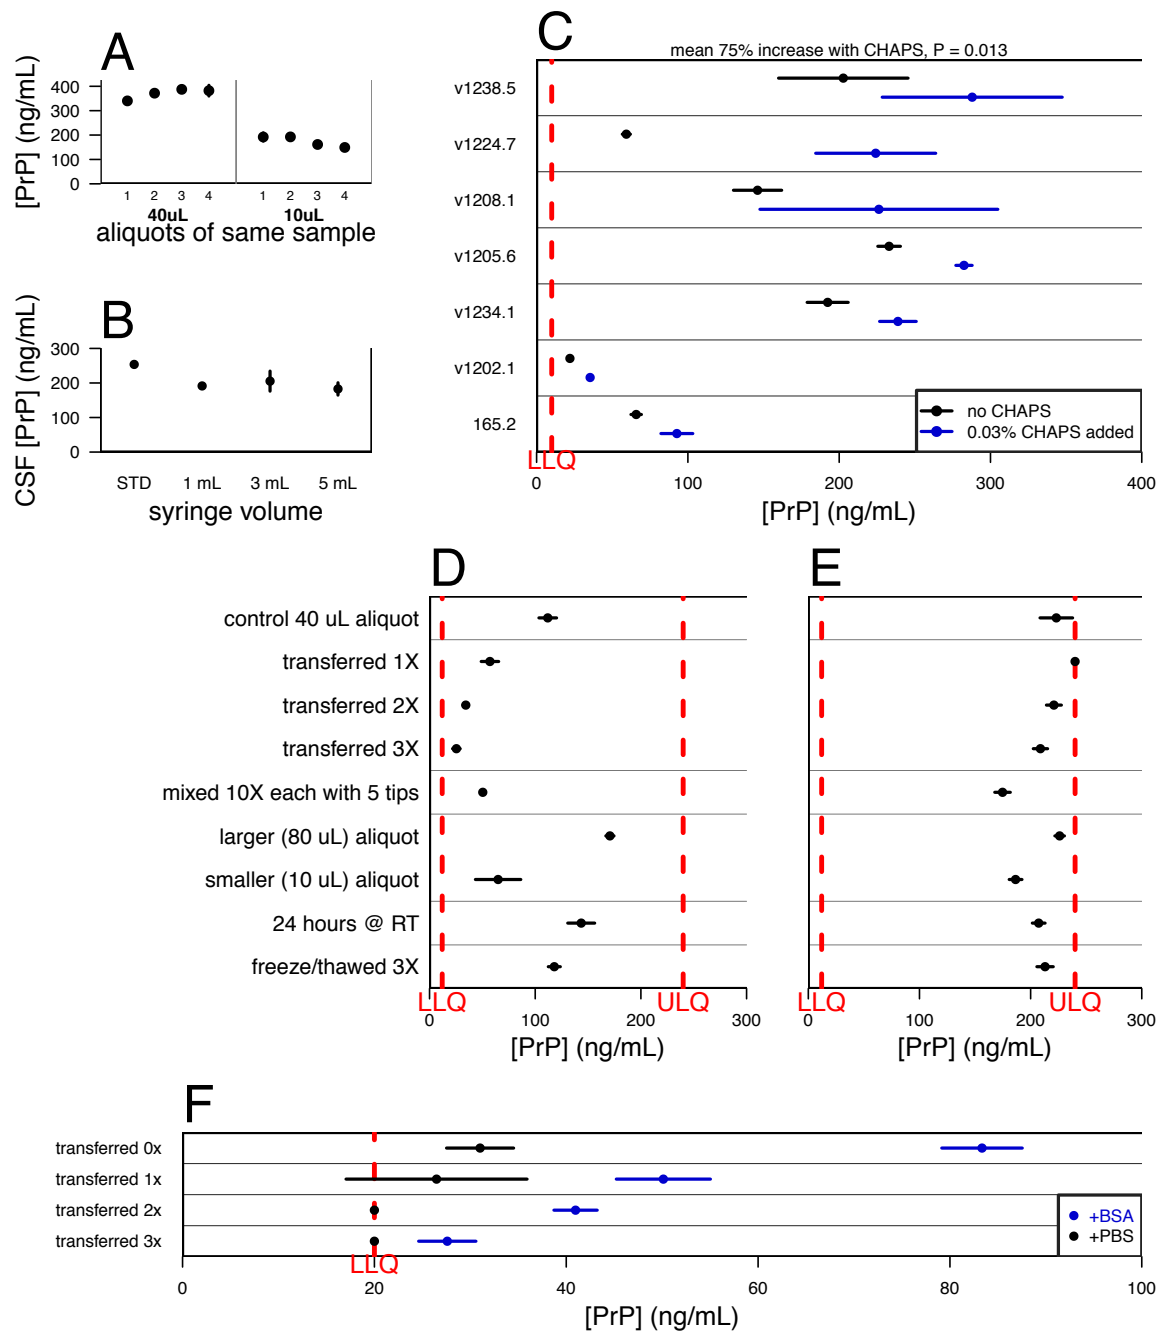 A
[PrP] (ng/mL)
400
300
200
100
0
1 2 3 4 1 2 3 4
40uL 10uL
aliquots of same sample
B
CSF [PrP] (ng/mL)
300
200
100
0
STD 1 mL 3 mL 5 mL
syringe volume
C
mean 75% increase with CHAPS, P = 0.013
v1238.5
v1224.7
v1208.1
v1205.6
v1234.1
v1202.1
165.2
no CHAPS
0.03% CHAPS added
LLQ
0 100 200 300 400
[PrP] (ng/mL)
D
control 40 uL aliquot
transferred 1X
transferred 2X
transferred 3X
mixed 10X each with 5 tips
larger (80 uL) aliquot
smaller (10 uL) aliquot
24 hours @ RT
freeze/thawed 3X
LLQ ULQ
0 100 200 300
[PrP] (ng/mL)
E
LLQ ULQ
0 100 200 300
[PrP] (ng/mL)
F
transferred 0x
transferred 1x
transferred 2x
transferred 3x
+BSA
+PBS
LLQ
0 20 40 60 80 100
[PrP] (ng/mL)